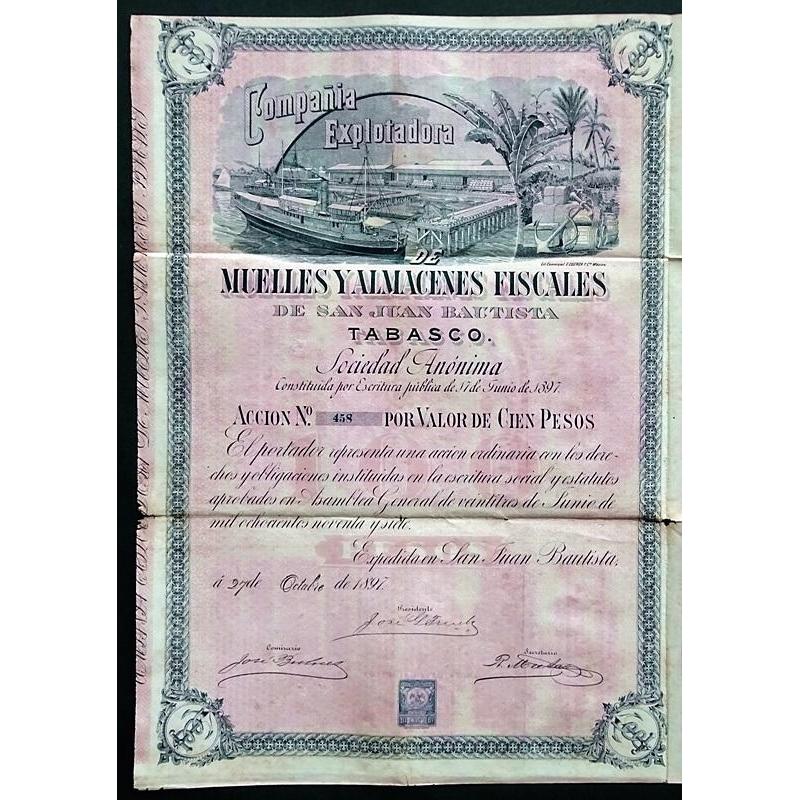 Compañia
Explotadora
DE
MUELLES Y ALMACENES FISCALES
DE SAN JUAN BAUTISTA
TABASCO.
Sociedad Anónima
Constituida por Escritura pública de 17 de Junio de 1897.
ACCION Nº 458 POR VALOR DE CIEN PESOS
El portador representa una accion ordinaria con los dere-
chos y obligaciones instituidas en la escritura social y estatutos
aprobados en Asamblea General de veintitres de Junio de
mil ochocientos noventa y siete.
Expedida en San Juan Bautista,
á 27 de Octubre de 1897.
Presidente
José
Comisario
Secretario
José